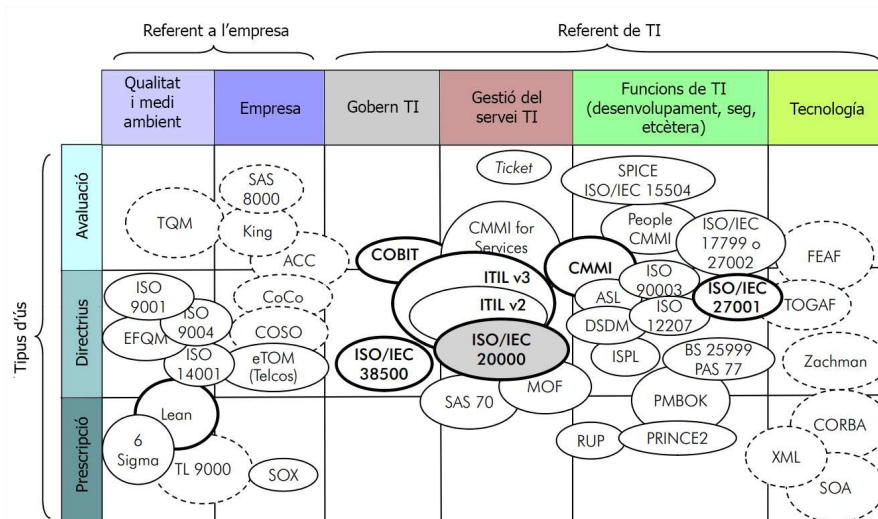 Referent a l’empresa
Referent de TI
Qualitat
i medi
ambient
Empresa
Gobern TI
Gestió del
servei TI
Funcions de TI
(desenvolupament, seg,
etcètera)
Tecnología
Tipus d'ús
Avaluació
Directrius
Prescripció
TQM
SAS
8000
King
ACC
Ticket
CMMI for
Services
COBIT
SPICE
ISO/IEC 15504
People
CMMI
ISO/IEC
17799 o
27002
FEAF
CMMI
ISO
90003
ISO/IEC
27001
ITIL v3
ITIL v2
ISO/IEC
20000
ISO
9001
ISO
9004
EFQM
ISO
14001
CoCo
COSO
eTOM
(Telcos)
ISO/IEC
38500
ASL
DSDM
ISO
12207
ISPL
BS 25999
PAS 77
TOGAF
Zachman
Lean
6
Sigma
TL 9000
SOX
SAS 70
MOF
PMBOK
RUP
PRINCE2
CORBA
XML
SOA